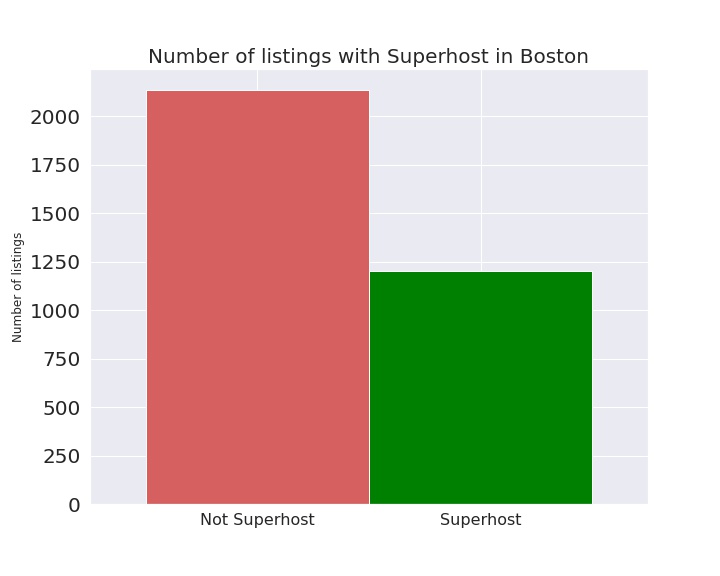 Number of listings with Superhost in Boston
Number of listings
2000
1750
1500
1250
1000
750
500
250
0
Not Superhost
Superhost